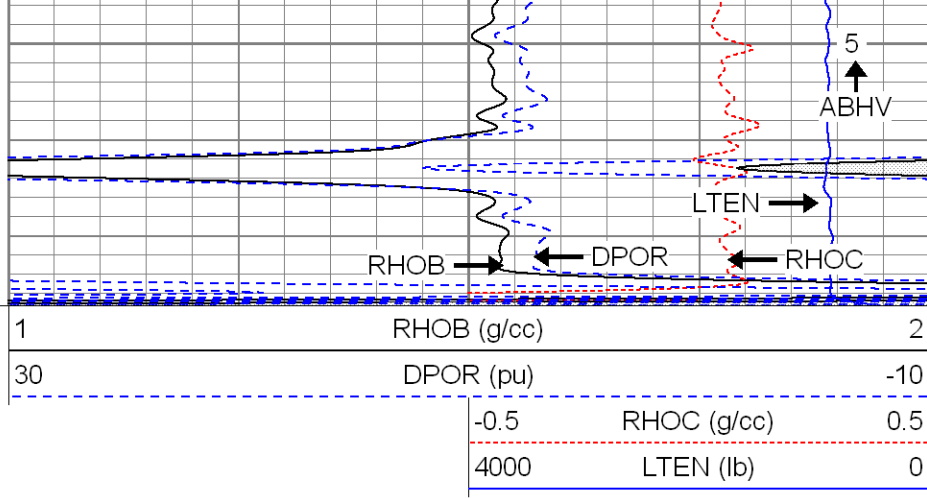 5
ABHV
LTEN
RHOB DPOR RHOC
1 RHOB (g/cc) 2
30 DPOR (pu) -10
-0.5 RHOC (g/cc) 0.5
4000 LTEN (lb) 0